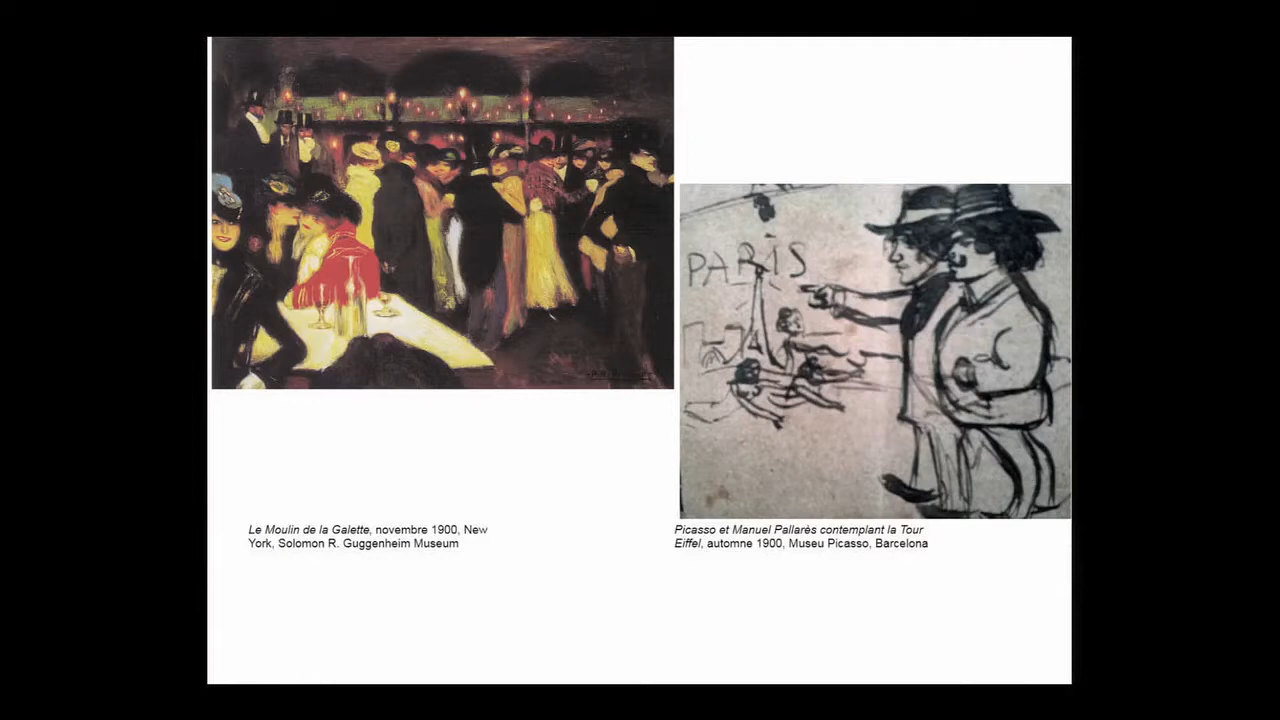 PARIS
Le Moulin de la Galette, novembre 1900, New
York, Solomon R. Guggenheim Museum
Picasso et Manuel Pallarès contemplant la Tour
Eiffel, automne 1900, Museu Picasso, Barcelona